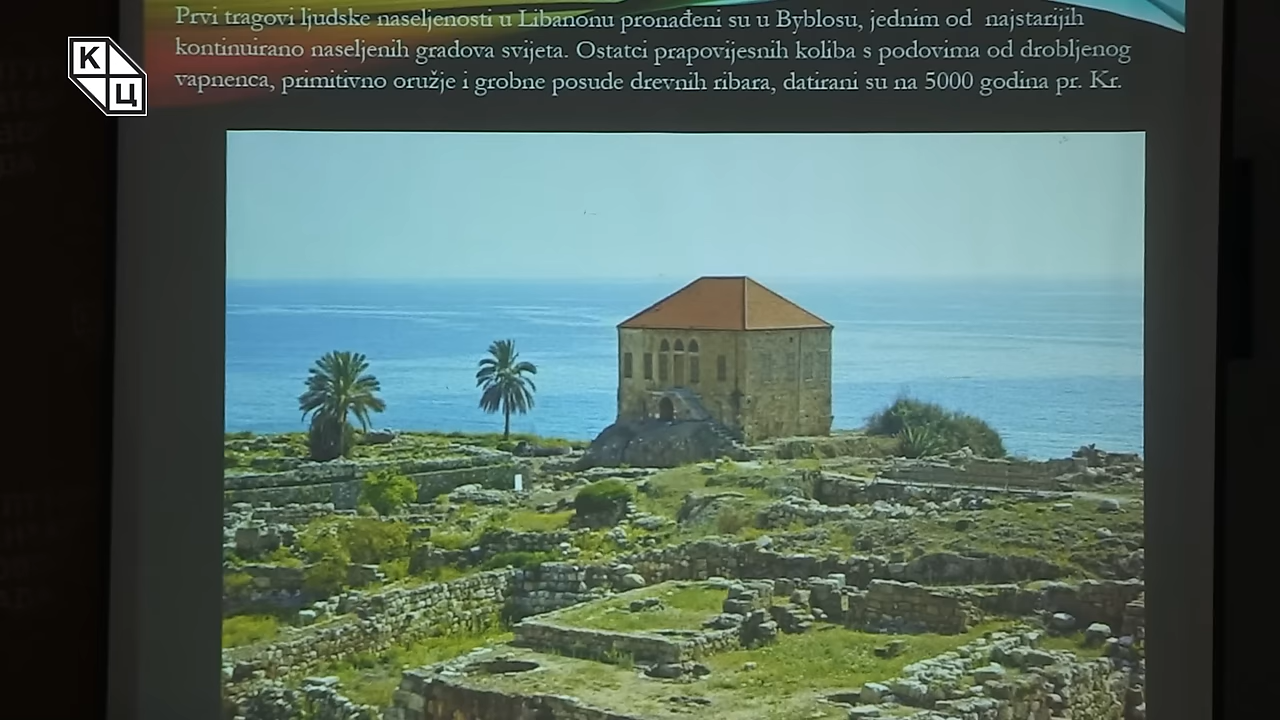 Prvi tragovi ljudske naseljenosti u Libanonu pronađeni su u Byblosu, jednim od najstarijih
kontinuirano naseljenih gradova svijeta. Ostatci prapovijesnih koliba s podovima od drobljenog
vapnenca, primitivno oružje i grobne posude drevnih ribara, datirani su na 5000 godina pr. Kr.
К
Ц